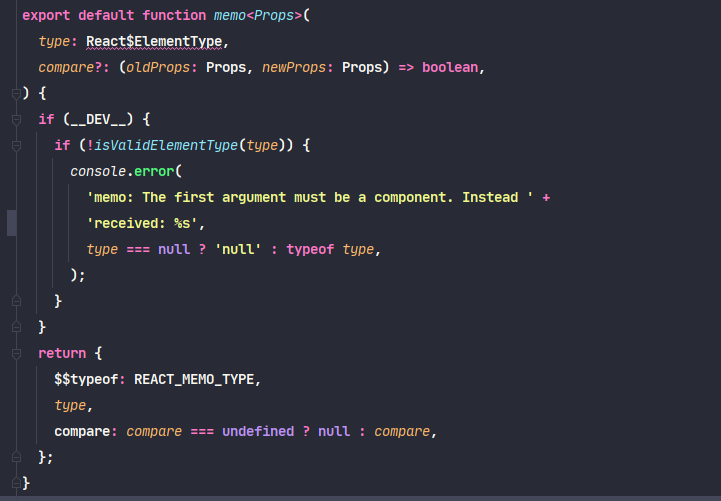 export default function memo<Props>(
  type: React$ElementType,
  compare?: (oldProps: Props, newProps: Props) => boolean,
) {
  if (__DEV__) {
    if (!isValidElementType(type)) {
      console.error(
        'memo: The first argument must be a component. Instead ' +
        'received: %s',
        type === null ? 'null' : typeof type,
      );
    }
  }
  return {
    $$typeof: REACT_MEMO_TYPE,
    type,
    compare: compare === undefined ? null : compare,
  };
}